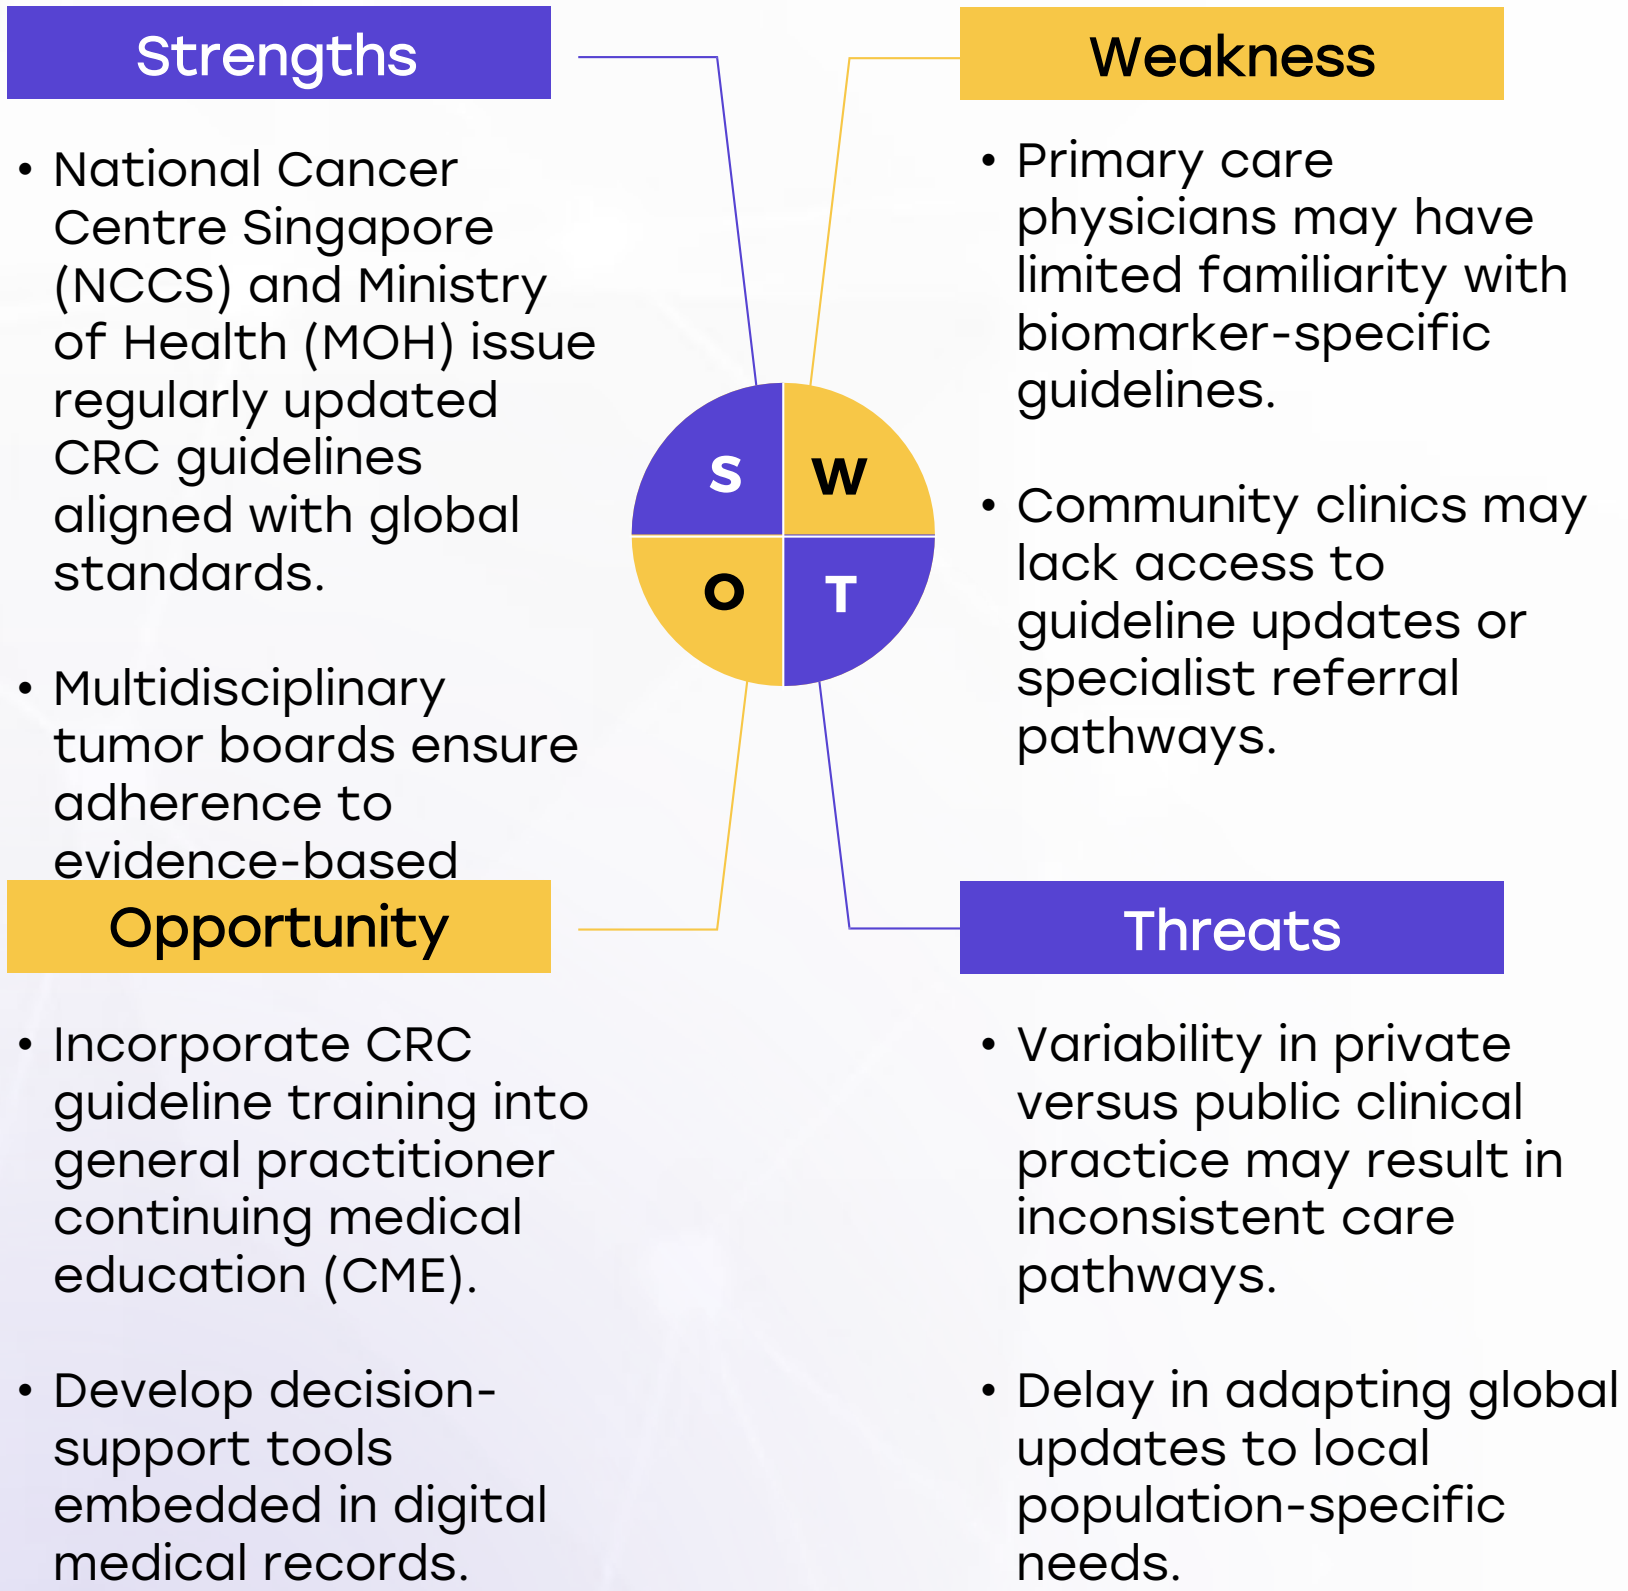 Strengths
• National Cancer
Centre Singapore
(NCCS) and Ministry
of Health (MOH) issue
regularly updated
CRC guidelines
aligned with global
standards.
• Multidisciplinary
tumor boards ensure
adherence to
evidence-based
Weakness
• Primary care
physicians may have
limited familiarity with
biomarker-specific
guidelines.
• Community clinics may
lack access to
guideline updates or
specialist referral
pathways.
S
W
O
T
Opportunity
• Incorporate CRC
guideline training into
general practitioner
continuing medical
education (CME).
• Develop decision-
support tools
embedded in digital
medical records.
Threats
• Variability in private
versus public clinical
practice may result in
inconsistent care
pathways.
• Delay in adapting global
updates to local
population-specific
needs.